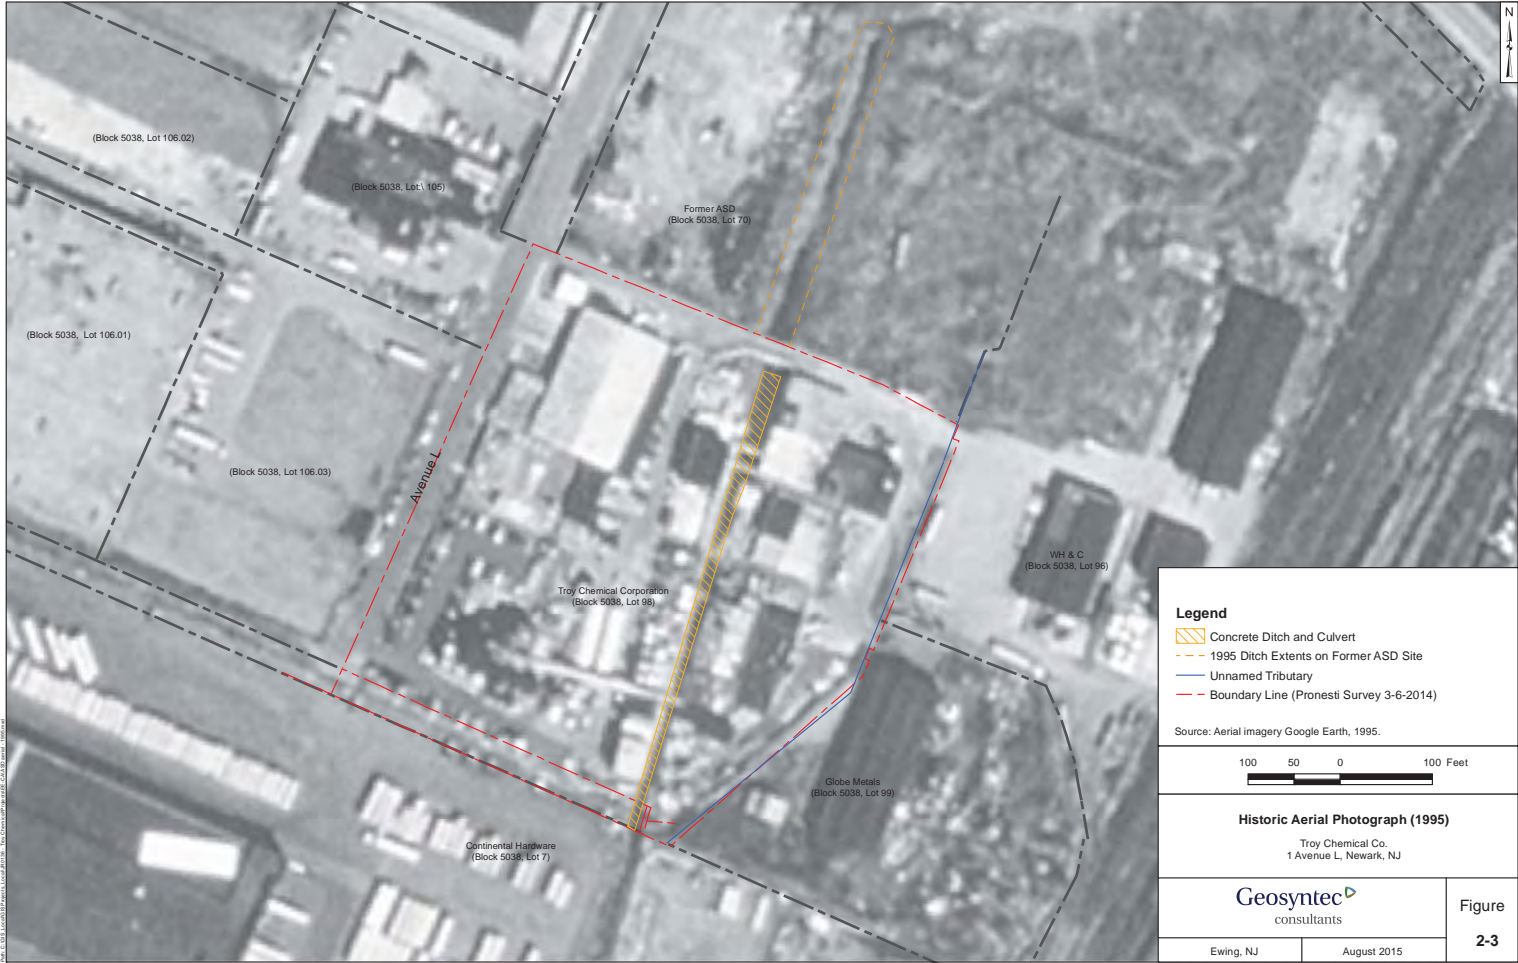 N
(Block 5038, Lot 106.02)
(Block 5038, Lot:\ 105)
Former ASD
(Block 5038, Lot 70)
(Block 5038,  Lot 106.01)
(Block 5038, Lot 106.03)
Avenue L
WH & C
(Block 5038, Lot 96)
Troy Chemical Corporation
(Block 5038, Lot 98)
Globe Metals
(Block 5038, Lot 99)
Continental Hardware
(Block 5038, Lot 7)
Legend
Concrete Ditch and Culvert
1995 Ditch Extents on Former ASD Site
Unnamed Tributary
Boundary Line (Pronesti Survey 3-6-2014)
Source: Aerial imagery Google Earth, 1995.
100 50 0 100 Feet
Historic Aerial Photograph (1995)
Troy Chemical Co.
1 Avenue L, Newark, NJ
Geosyntec
consultants
Figure
2-3
Ewing, NJ
August 2015